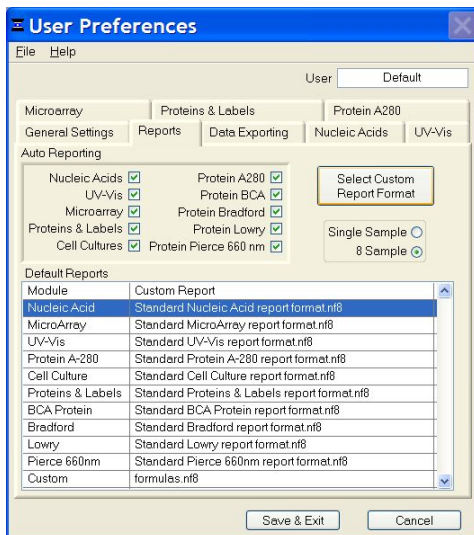 User Preferences
File Help
User Default
Microarray Proteins & Labels Protein A280
General Settings Reports Data Exporting Nucleic Acids UV-Vis
Auto Reporting
Nucleic Acids Protein A280
UV-Vis Protein BCA
Microarray Protein Bradford
Proteins & Labels Protein Lowry
Cell Cultures Protein Pierce 660 nm
Select Custom
Report Format
Single Sample
8 Sample
Default Reports
Module Custom Report
Nucleic Acid Standard Nucleic Acid report format.nf8
MicroArray Standard MicroArray report format.nf8
UV-Vis Standard UV-Vis report format.nf8
Protein A-280 Standard Protein A-280 report format.nf8
Cell Culture Standard Cell Culture report format.nf8
Proteins & Labels Standard Proteins & Labels report format.nf8
BCA Protein Standard BCA Protein report format.nf8
Bradford Standard Bradford report format.nf8
Lowry Standard Lowry report format.nf8
Pierce 660nm Standard Pierce 660nm report format.nf8
Custom formulas.nf8
Save & Exit Cancel